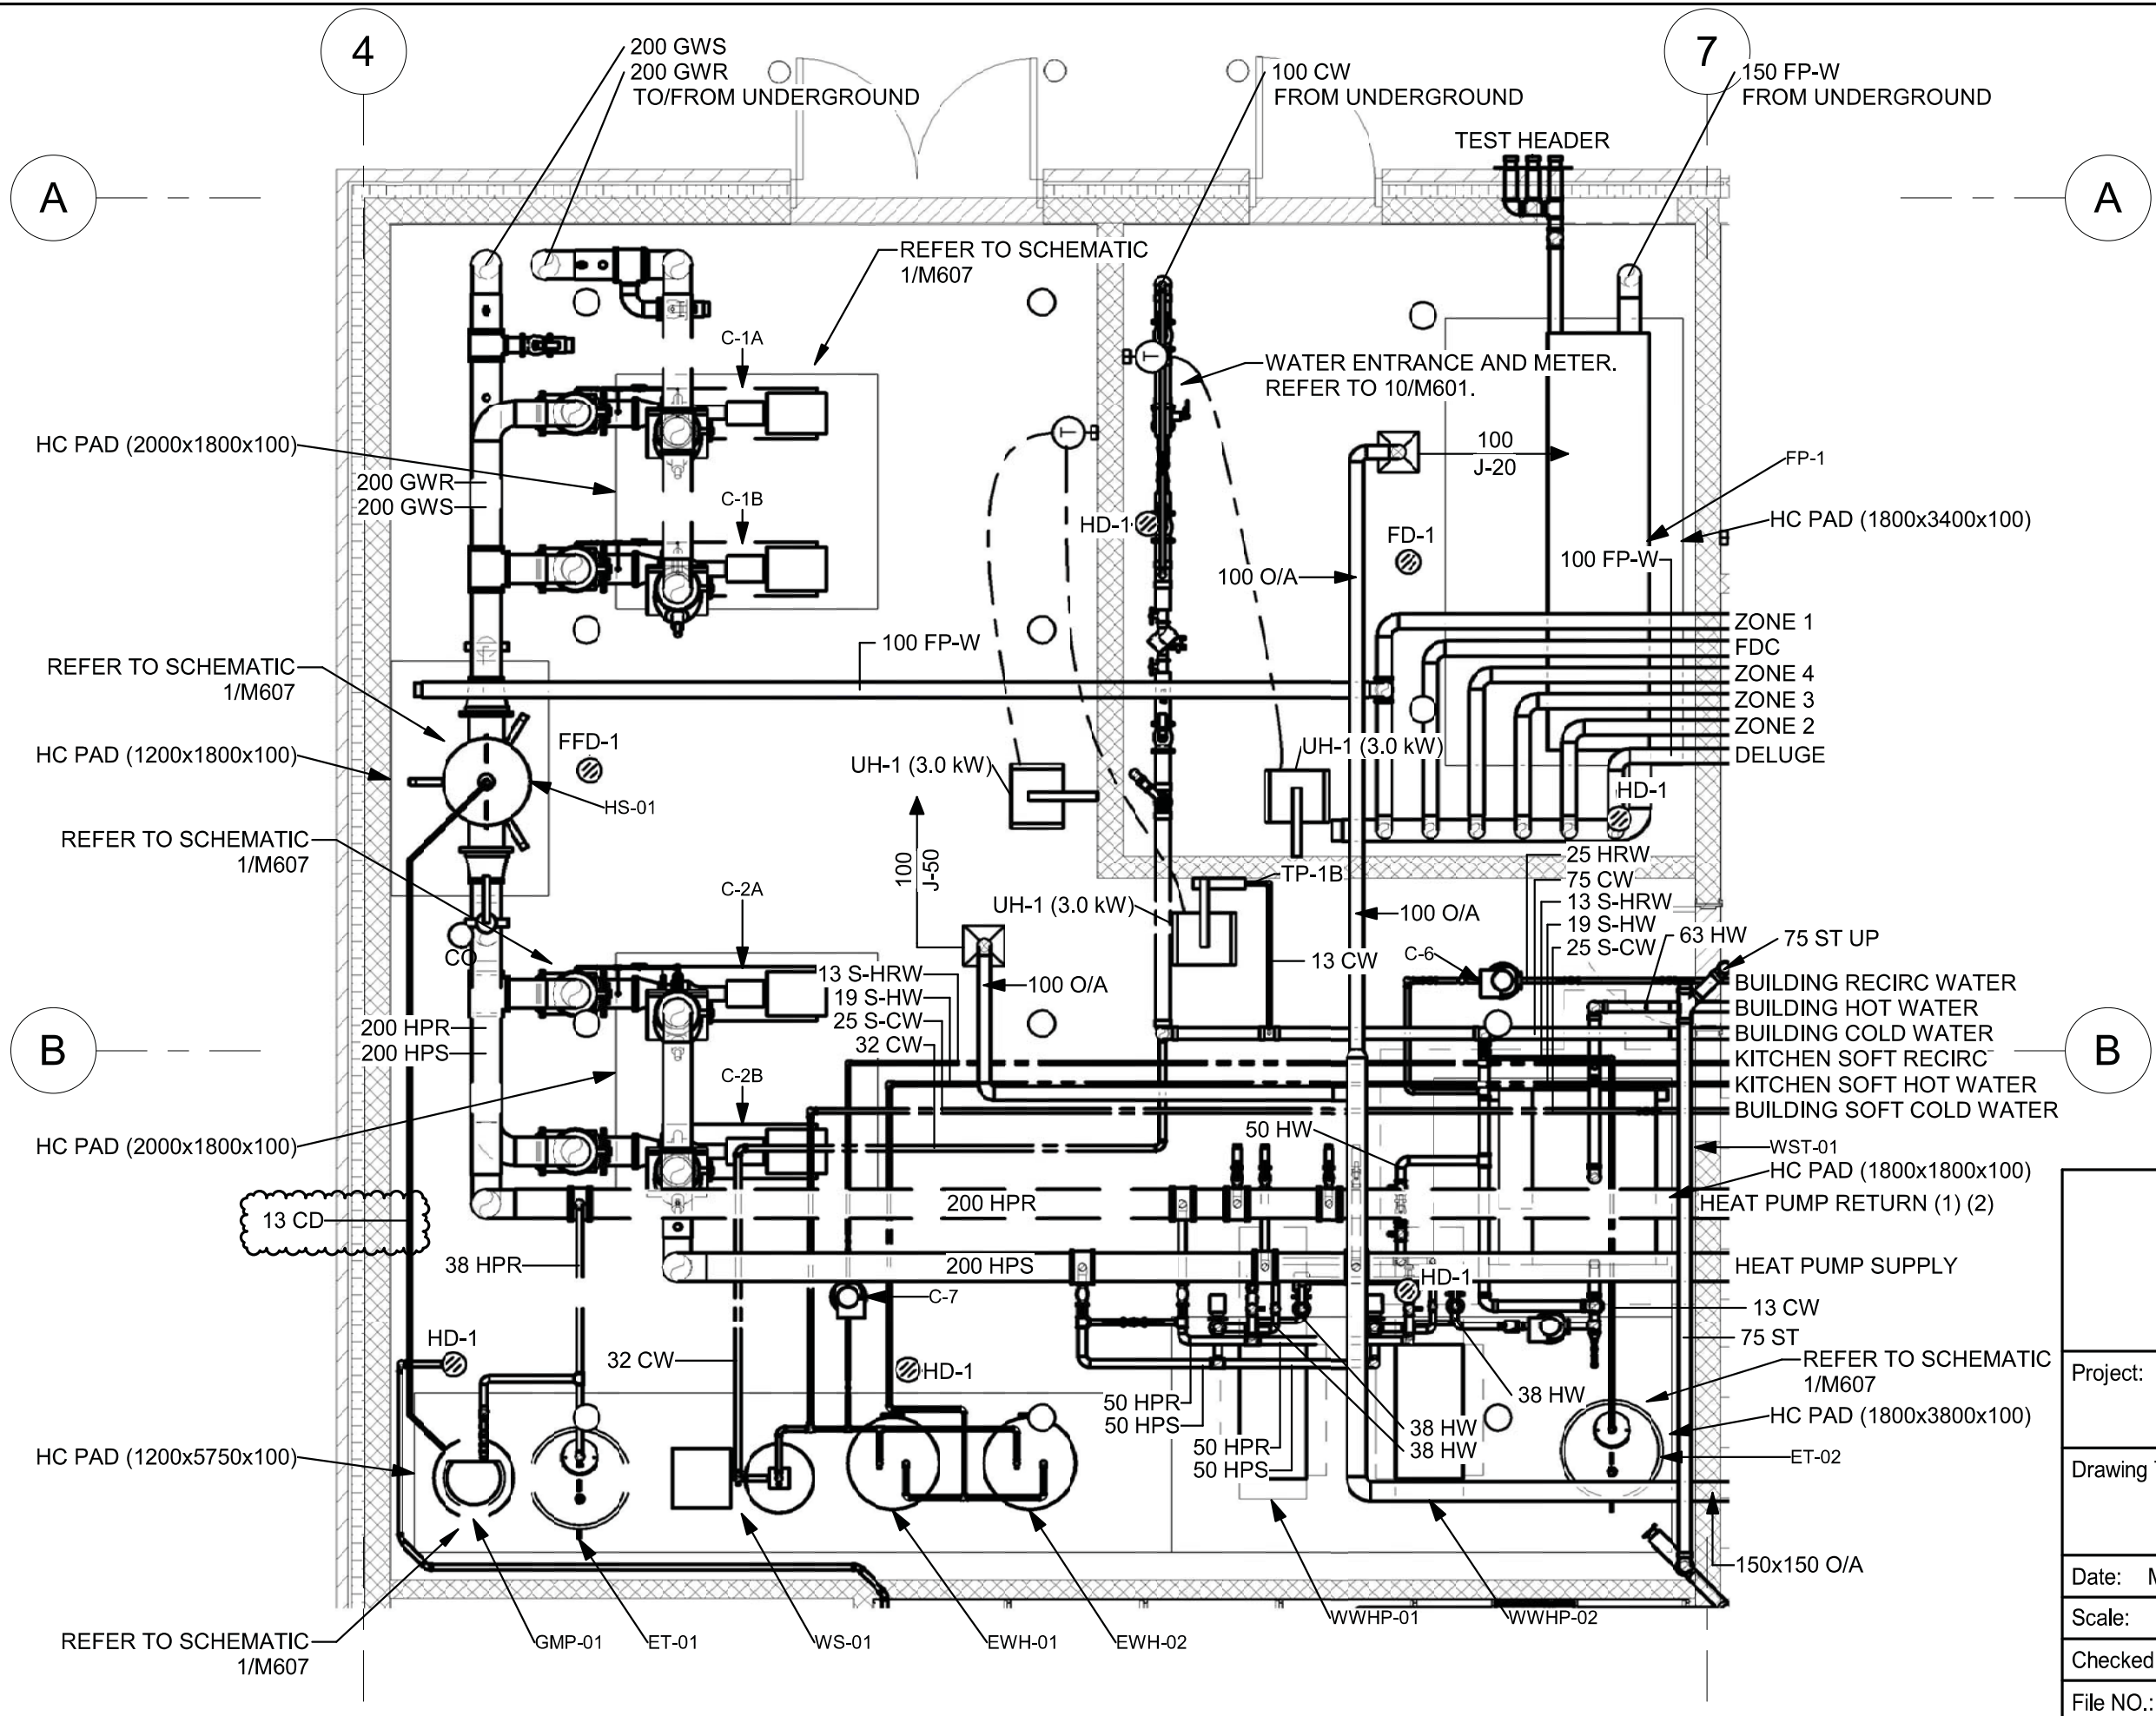 4
7
200 GWS
200 GWR
TO/FROM UNDERGROUND
100 CW
FROM UNDERGROUND
150 FP-W
FROM UNDERGROUND
TEST HEADER
A
A
REFER TO SCHEMATIC
1/M607
C-1A
T
WATER ENTRANCE AND METER.
REFER TO 10/M601.
HC PAD (2000x1800x100)
T
100
J-20
FP-1
200 GWR
200 GWS
C-1B
HD-1
FD-1
HC PAD (1800x3400x100)
100 FP-W
100 O/A
ZONE 1
FDC
ZONE 4
ZONE 3
ZONE 2
DELUGE
100 FP-W
REFER TO SCHEMATIC
1/M607
HC PAD (1200x1800x100)
FFD-1
UH-1 (3.0 kW)
UH-1 (3.0 kW)
HD-1
HS-01
REFER TO SCHEMATIC
1/M607
100
J-50
25 HRW
75 CW
13 S-HRW
19 S-HW
25 S-CW
TP-1B
C-2A
UH-1 (3.0 kW)
100 O/A
63 HW
75 ST UP
CO
C-6
13 CW
13 S-HRW
19 S-HW
25 S-CW
32 CW
100 O/A
BUILDING RECIRC WATER
BUILDING HOT WATER
BUILDING COLD WATER
KITCHEN SOFT RECIRC
KITCHEN SOFT HOT WATER
BUILDING SOFT COLD WATER
200 HPR
200 HPS
B
B
C-2B
HC PAD (2000x1800x100)
50 HW
WST-01
HC PAD (1800x1800x100)
13 CD
200 HPR
HEAT PUMP RETURN (1) (2)
38 HPR
200 HPS
HD-1
HEAT PUMP SUPPLY
C-7
13 CW
75 ST
HD-1
32 CW
HD-1
REFER TO SCHEMATIC
1/M607
Project:
50 HPR
50 HPS
38 HW
38 HW
38 HW
HC PAD (1800x3800x100)
50 HPR
50 HPS
HC PAD (1200x5750x100)
ET-02
Drawing
150x150 O/A
Date:
WWHP-01
WWHP-02
Scale:
REFER TO SCHEMATIC
1/M607
GMP-01
ET-01
WS-01
EWH-01
EWH-02
Checked
File NO.: